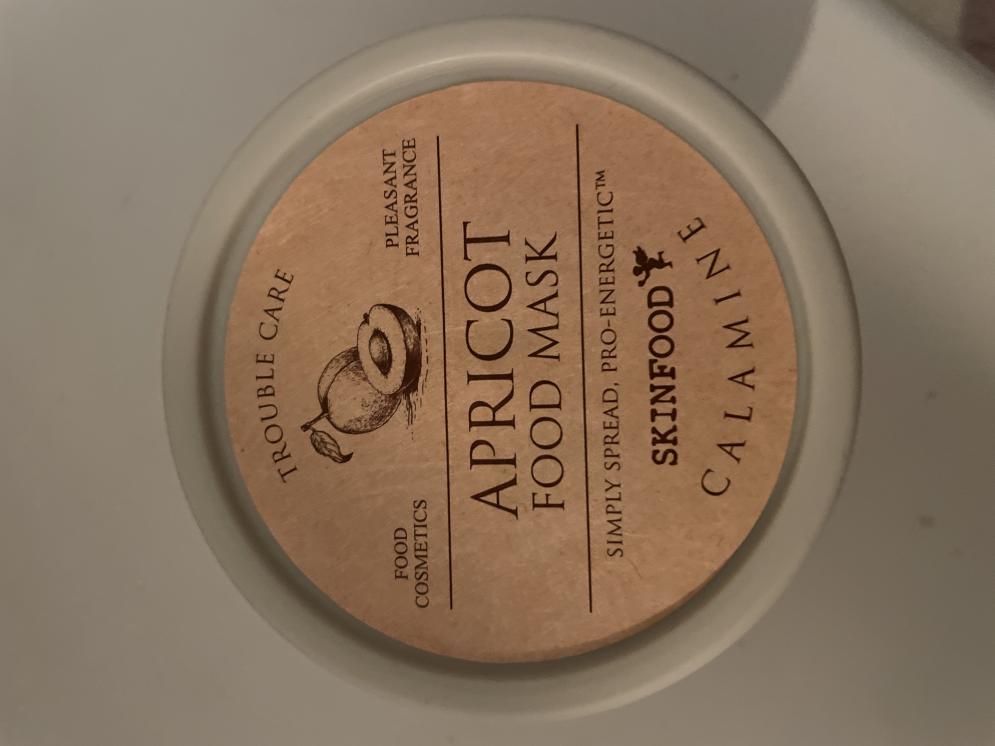 TROUBLE CARE
FOOD
COSMETICS
PLEASANT
FRAGRANCE
APRICOT
FOOD MASK
SIMPLY SPREAD, PRO-ENERGETIC™
SKINFOOD
CALAMINE